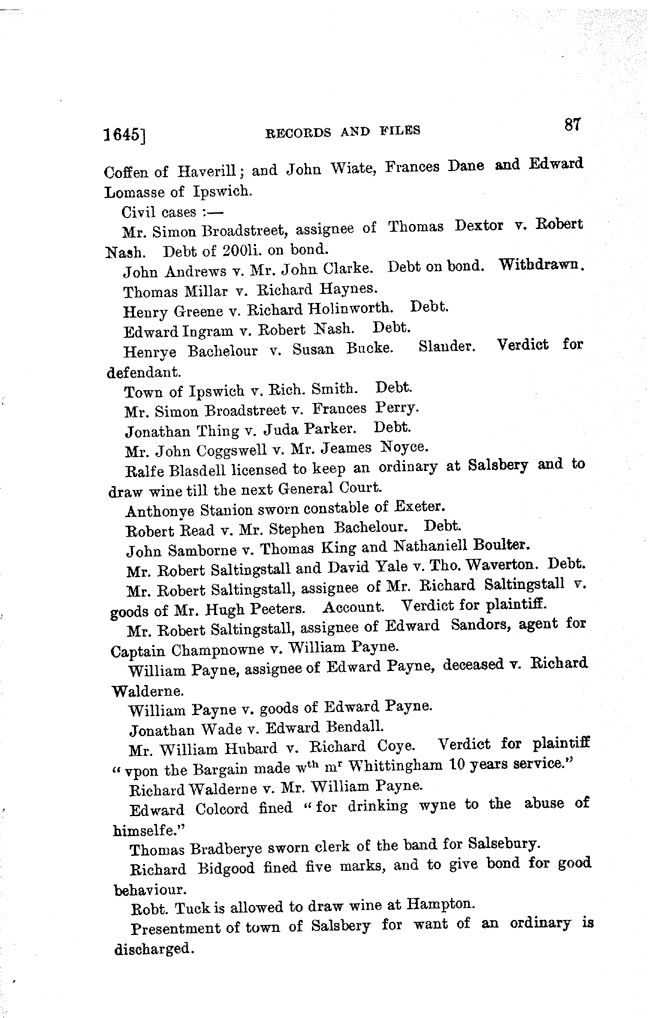 1645] RECORDS AND FILES 87
Coffen of Haverill; and John Wiate, Frances Dane and Edward
Lomasse of Ipswich.
Civil cases :—
Mr. Simon Broadstreet, assignee of Thomas Dextor v. Robert
Nash. Debt of 200li. on bond.
John Andrews v. Mr. John Clarke. Debt on bond. Withdrawn.
Thomas Millar v. Richard Haynes.
Henry Greene v. Richard Holinworth. Debt.
Edward Ingram v. Robert Nash. Debt.
Henrye Bachelour v. Susan Bucke. Slander. Verdict for
defendant.
Town of Ipswich v. Rich. Smith. Debt.
Mr. Simon Broadstreet v. Frances Perry.
Jonathan Thing v. Juda Parker. Debt.
Mr. John Coggswell v. Mr. Jeames Noyce.
Ralfe Blasdell licensed to keep an ordinary at Salsbery and to
draw wine till the next General Court.
Anthonye Stanion sworn constable of Exeter.
Robert Read v. Mr. Stephen Bachelour. Debt.
John Samborne v. Thomas King and Nathaniell Boulter.
Mr. Robert Saltingstall and David Yale v. Tho. Waverton. Debt.
Mr. Robert Saltingstall, assignee of Mr. Richard Saltingstall v.
goods of Mr. Hugh Peeters. Account. Verdict for plaintiff.
Mr. Robert Saltingstall, assignee of Edward Sandors, agent for
Captain Champnowne v. William Payne.
William Payne, assignee of Edward Payne, deceased v. Richard
Walderne.
William Payne v. goods of Edward Payne.
Jonathan Wade v. Edward Bendall.
Mr. William Hubard v. Richard Coye. Verdict for plaintiff
"vpon the Bargain made wth mr Whittingham 10 years service."
Richard Walderne v. Mr. William Payne.
Edward Colcord fined "for drinking wyne to the abuse of
himselfe."
Thomas Bradberye sworn clerk of the band for Salsebury.
Richard Bidgood fined five marks, and to give bond for good
behaviour.
Robt. Tuck is allowed to draw wine at Hampton.
Presentment of town of Salsbery for want of an ordinary is
discharged.